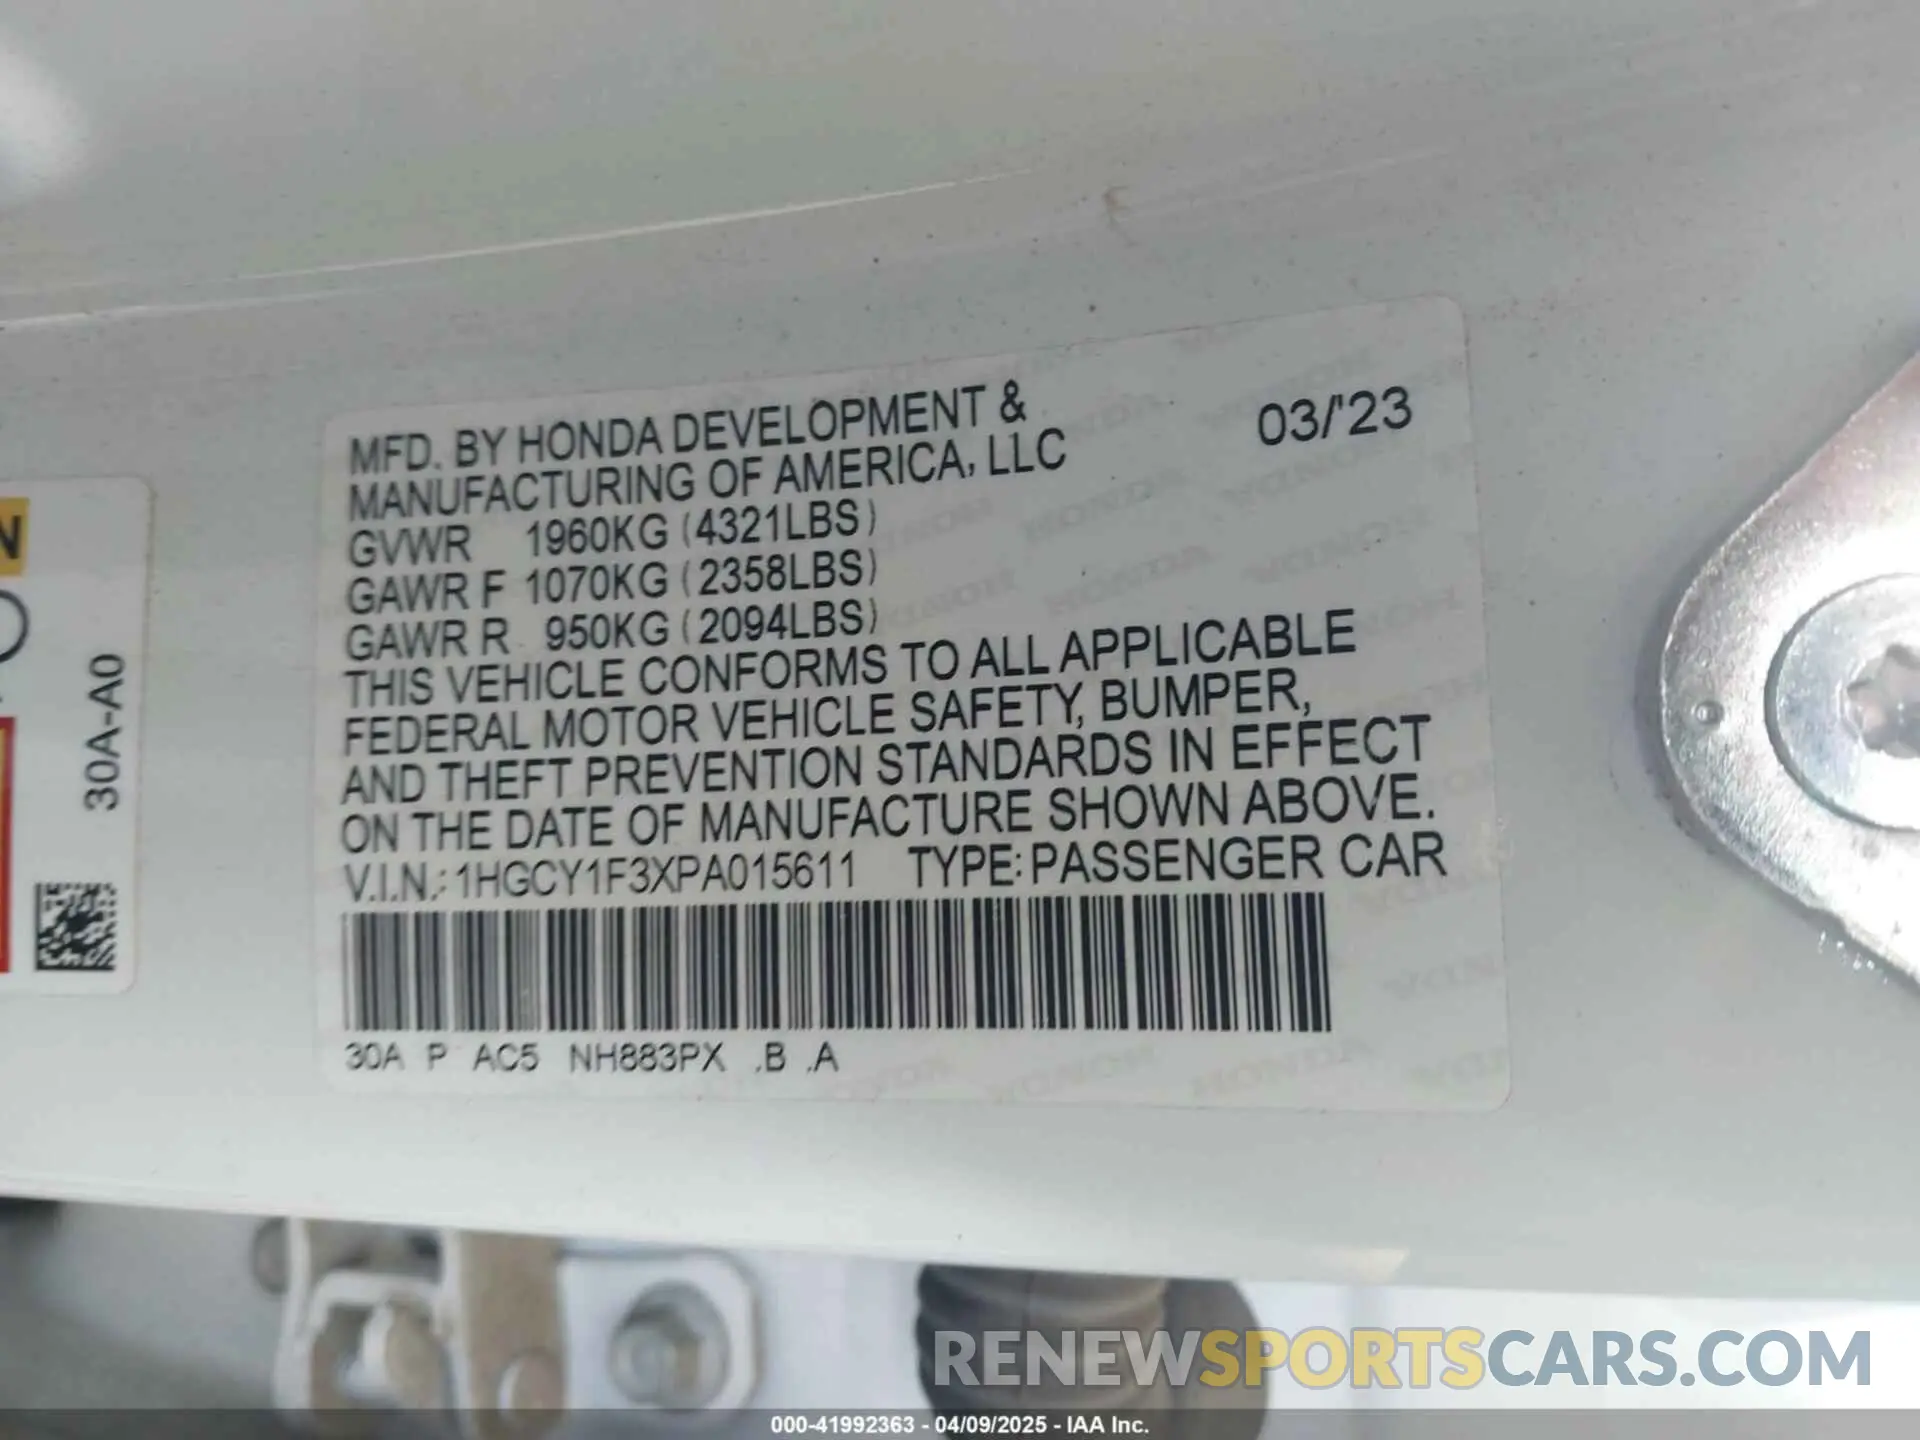 MFD. BY HONDA DEVELOPMENT &
MANUFACTURING OF AMERICA, LLC
03/'23
GVWR 1960KG (4321LBS)
GAWR F 1070KG (2358LBS)
GAWR R 950KG (2094LBS)
THIS VEHICLE CONFORMS TO ALL APPLICABLE
FEDERAL MOTOR VEHICLE SAFETY, BUMPER,
AND THEFT PREVENTION STANDARDS IN EFFECT
ON THE DATE OF MANUFACTURE SHOWN ABOVE.
V.I.N.: 1HGCY1F3XPA015611 TYPE: PASSENGER CAR
30A P AC5 NH883PX .B .A
30A-A0
RENEWSPORTSCARS.COM
000-41992363 - 04/09/2025 - IAA Inc.